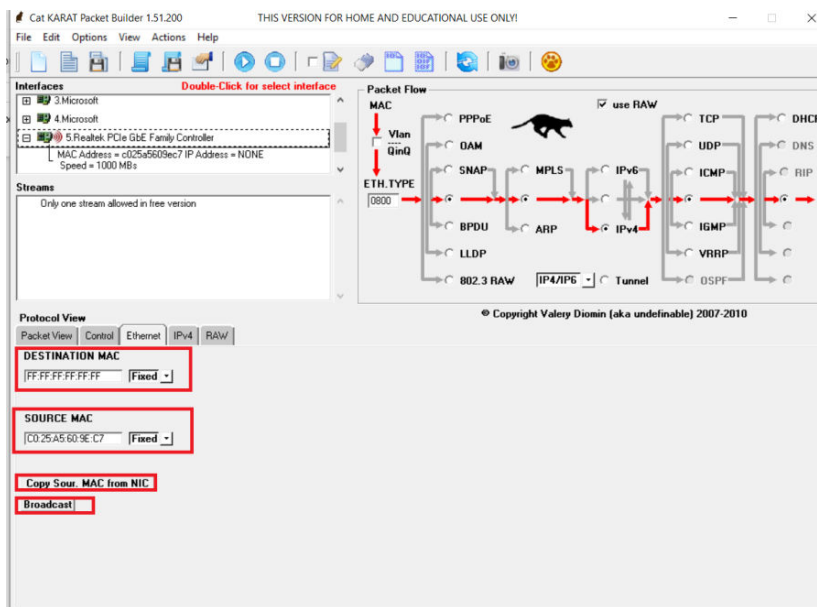 Cat KARAT Packet Builder 1.51.200 THIS VERSION FOR HOME AND EDUCATIONAL USE ONLY!
File Edit Options View Actions Help
Interfaces Double-Click for select interface
3.Microsoft
4.Microsoft
5.Realtek PCIe GbE Family Controller
MAC Address = c025a5609ec7 IP Address = NONE
Speed = 1000 MBs
Streams
Only one stream allowed in free version
Packet Flow
MAC
Vlan
QinQ
ETH.TYPE
0800
PPPoE
OAM
SNAP
BPDU
LLDP
802.3 RAW
MPLS
ARP
IP4/IP6
use RAW
IPv6
IPv4
Tunnel
TCP
UDP
ICMP
IGMP
VRRP
OSPF
DHCP
DNS
RIP
© Copyright Valery Diomin (aka undefinable) 2007-2010
Protocol View
Packet View Control Ethernet IPv4 RAW
DESTINATION MAC
FF:FF:FF:FF:FF:FF Fixed
SOURCE MAC
C0:25:A5:60:9E:C7 Fixed
Copy Sour. MAC from NIC
Broadcast